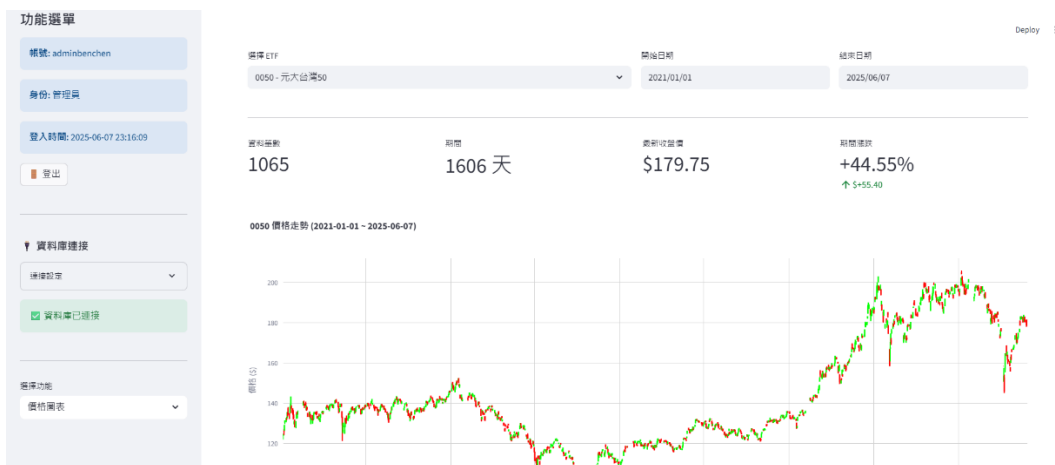 功能選單
帳號: adminbenchen
身份: 管理員
登入時間: 2025-06-07 23:16:09
登出
資料庫連接
連接設定
資料庫已連接
選擇功能
價格圖表
Deploy
選擇 ETF
開始日期
結束日期
0050 - 元大台灣50
2021/01/01
2025/06/07
資料筆數
期間
最新收盤價
期間漲跌
1065
1606 天
$179.75
+44.55%
↑ $+55.40
0050 價格走勢 (2021-01-01 ~ 2025-06-07)
價格 ($)
200
180
160
140
120